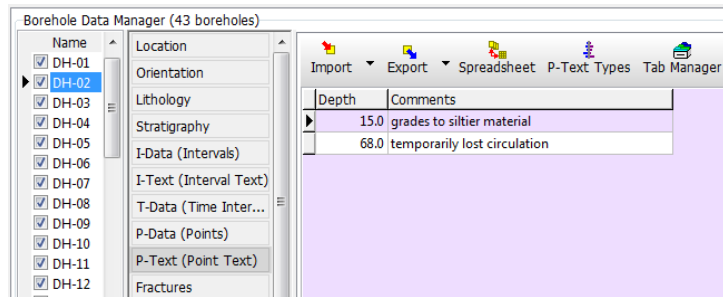 Borehole Data Manager (43 boreholes)
Name
DH-01
DH-02
DH-03
DH-04
DH-05
DH-06
DH-07
DH-08
DH-09
DH-10
DH-11
DH-12
Location
Orientation
Lithology
Stratigraphy
I-Data (Intervals)
I-Text (Interval Text)
T-Data (Time Inter...
P-Data (Points)
P-Text (Point Text)
Fractures
Import Export Spreadsheet P-Text Types Tab Manager
Depth Comments
15.0 grades to siltier material
68.0 temporarily lost circulation